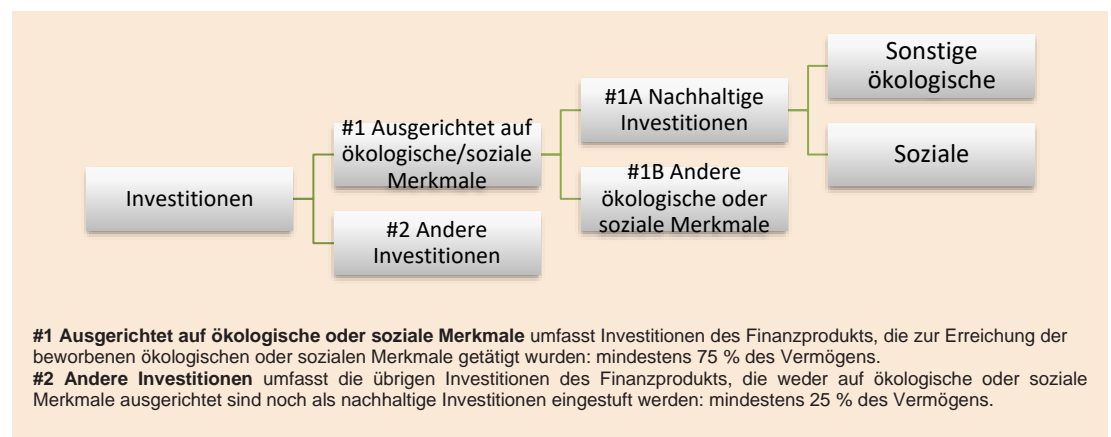 Investitionen
#1 Ausgerichtet auf
ökologische/soziale
Merkmale
#2 Andere
Investitionen
#1A Nachhaltige
Investitionen
#1B Andere
ökologische oder
soziale Merkmale
Sonstige
ökologische
Soziale
#1 Ausgerichtet auf ökologische oder soziale Merkmale umfasst Investitionen des Finanzprodukts, die zur Erreichung der
beworbenen ökologischen oder sozialen Merkmale getätigt wurden: mindestens 75 % des Vermögens.
#2 Andere Investitionen umfasst die übrigen Investitionen des Finanzprodukts, die weder auf ökologische oder soziale
Merkmale ausgerichtet sind noch als nachhaltige Investitionen eingestuft werden: mindestens 25 % des Vermögens.